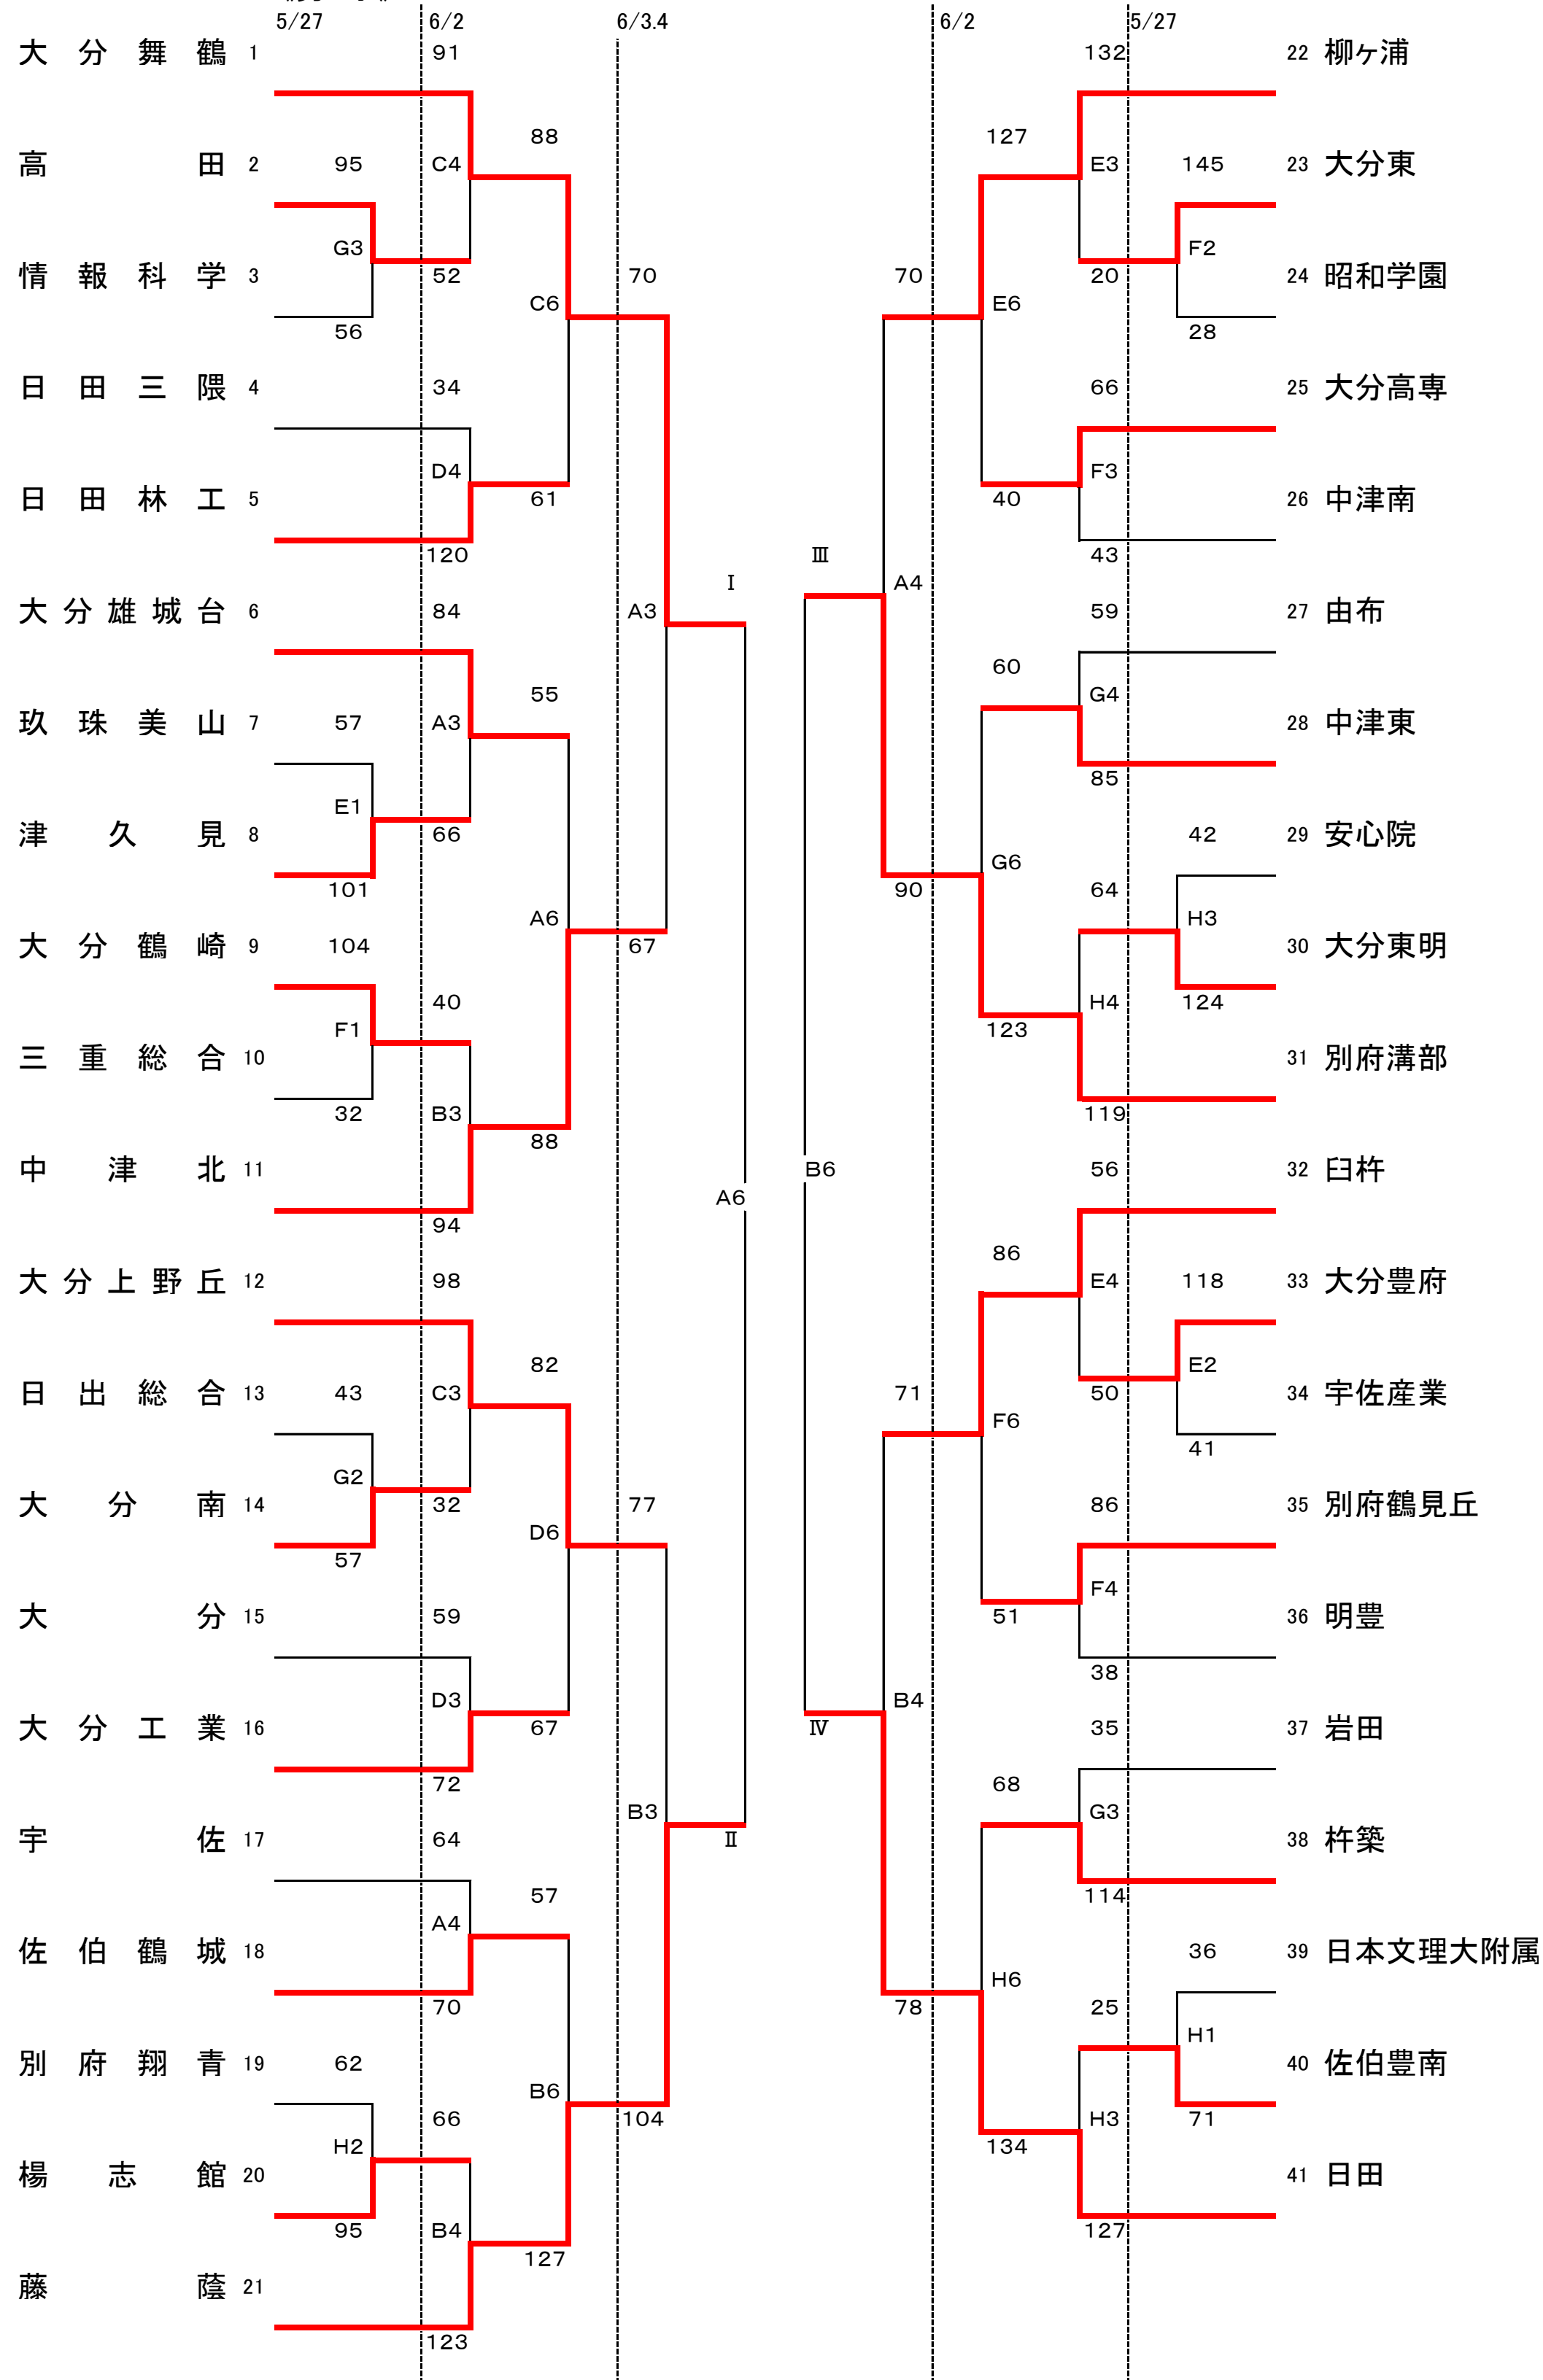 5/27 6/2 6/3.4 6/2 5/27
大分舞鶴 1 91 132 22 柳ヶ浦
88 127
高田 2 95 C4 E3 145 23 大分東
G3 F2
情報科学 3 52 70 70 20 24 昭和学園
C6 E6
56 28
日田三隈 4 34 66 25 大分高専
D4 F3
日田林工 5 61 40 26 中津南
120 Ⅲ 43
Ⅰ A4
大分雄城台 6 84 A3 59 27 由布
55 60 G4
玖珠美山 7 57 A3 28 中津東
85
E1
津久見 8 66 42 29 安心院
G6
101 90 64
A6 H3
大分鶴崎 9 104 67 30 大分東明
40 H4 124
F1 123
三重総合 10 31 別府溝部
32 B3 119
88
中津北 11 B6 56 32 臼杵
A6
94
86
大分上野丘 12 98 E4 118 33 大分豊府
82 E2
日出総合 13 43 C3 71 50 34 宇佐産業
F6
41
G2
大分南 14 32 77 86 35 別府鶴見丘
D6
57
F4
大分 15 59 51 36 明豊
38
D3 B4
大分工業 16 67 Ⅳ 35 37 岩田
72 68
B3 G3
宇佐 17 64 Ⅱ 38 杵築
57 114
A4
佐伯鶴城 18 36 39 日本文理大附属
H6
70 78 25
H1
別府翔青 19 62 40 佐伯豊南
B6
66 104 H3 71
H2 134
楊志館 20 41 日田
95 B4 127
127
藤蔭 21
123